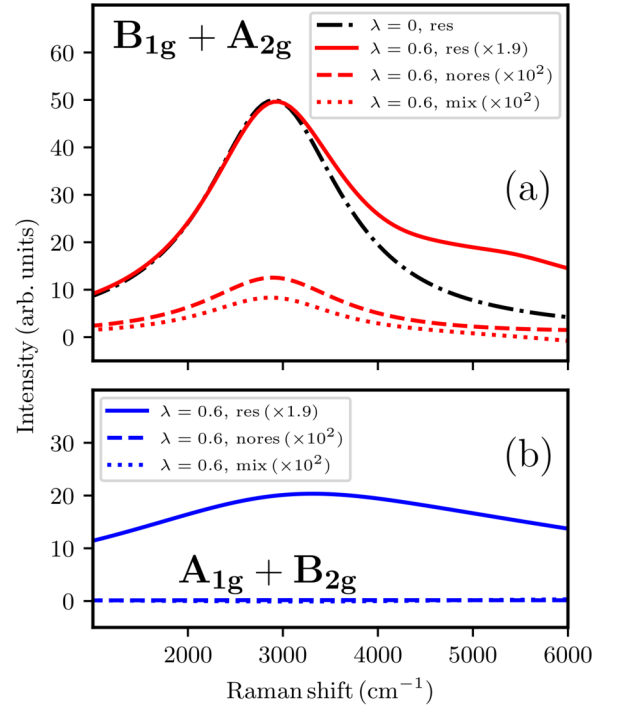 B₁g + A₂g
λ = 0, res
λ = 0.6, res (×1.9)
λ = 0.6, nores (×10²)
λ = 0.6, mix (×10²)
(a)
60
50
40
30
20
10
0
Intensity (arb. units)
λ = 0.6, res (×1.9)
λ = 0.6, nores (×10²)
λ = 0.6, mix (×10²)
(b)
30
20
10
0
A₁g + B₂g
2000 3000 4000 5000 6000
Raman shift (cm⁻¹)